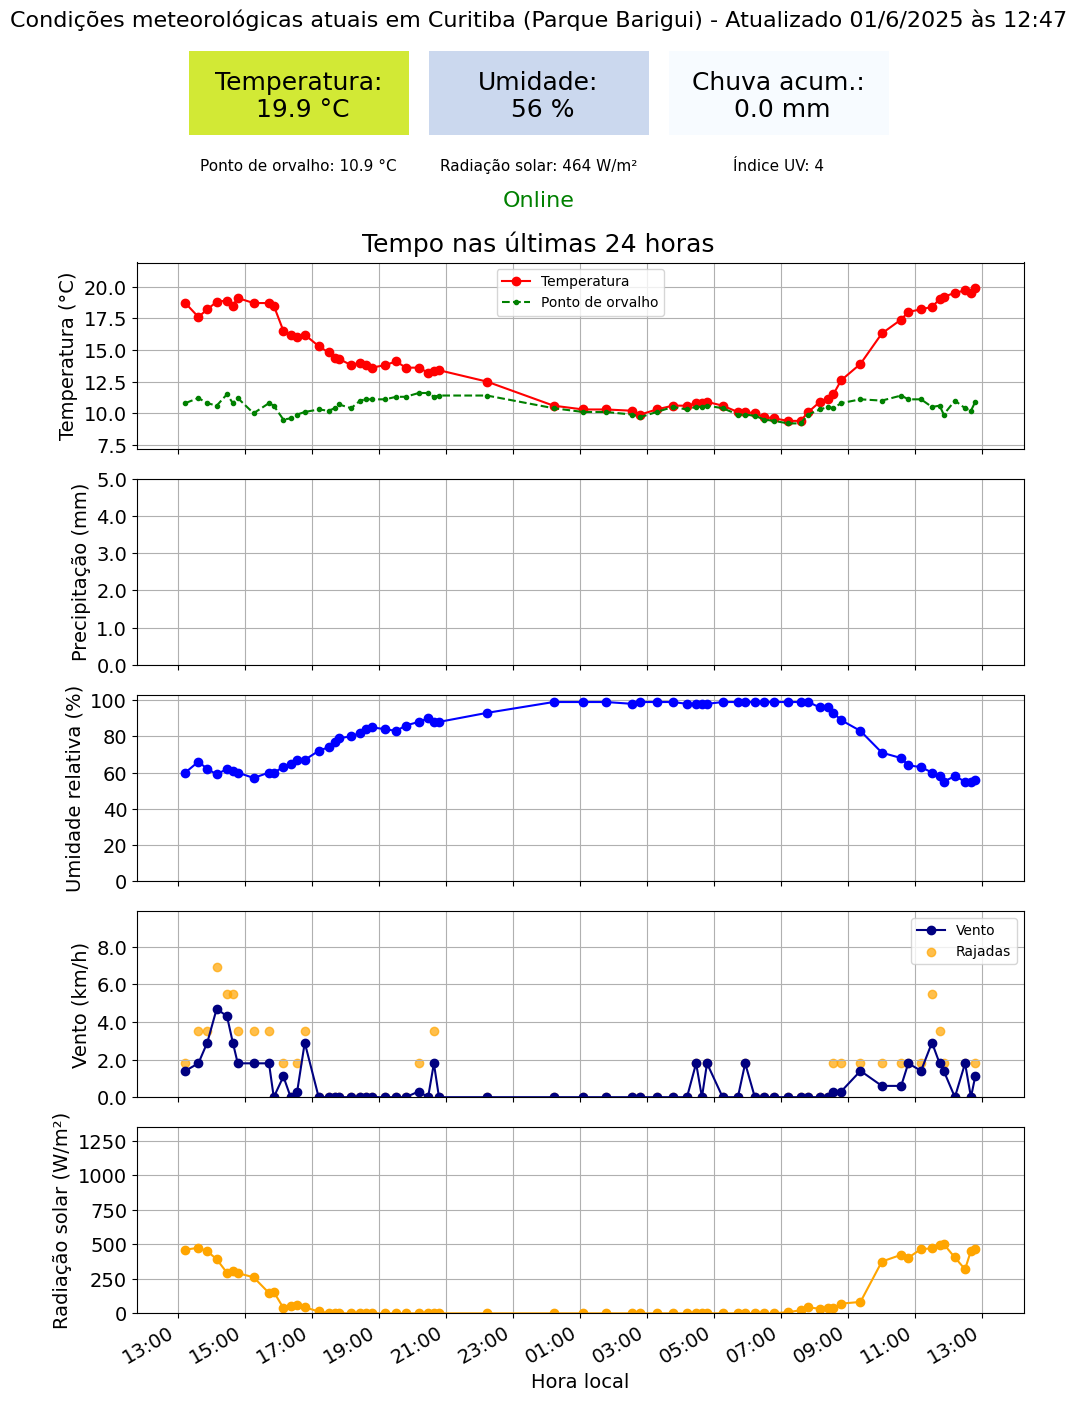 Condições meteorológicas atuais em Curitiba (Parque Barigui) - Atualizado 01/6/2025 às 12:47
Temperatura:
19.9 °C
Umidade:
56 %
Chuva acum.:
0.0 mm
Ponto de orvalho: 10.9 °C
Radiação solar: 464 W/m²
Índice UV: 4
Online
Tempo nas últimas 24 horas
Temperatura (°C)
20.0
17.5
15.0
12.5
10.0
7.5
Temperatura
Ponto de orvalho
Precipitação (mm)
5.0
4.0
3.0
2.0
1.0
0.0
Umidade relativa (%)
100
80
60
40
20
0
Vento (km/h)
8.0
6.0
4.0
2.0
0.0
Vento
Rajadas
Radiação solar (W/m²)
1250
1000
750
500
250
0
13:00
15:00
17:00
19:00
21:00
23:00
01:00
03:00
05:00
07:00
09:00
11:00
13:00
Hora local